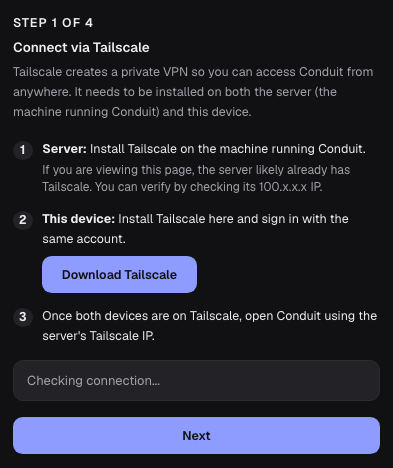 STEP 1 OF 4
Connect via Tailscale
Tailscale creates a private VPN so you can access Conduit from
anywhere. It needs to be installed on both the server (the
machine running Conduit) and this device.
1 Server: Install Tailscale on the machine running Conduit.
If you are viewing this page, the server likely already has
Tailscale. You can verify by checking its 100.x.x.x IP.
2 This device: Install Tailscale here and sign in with the
same account.
Download Tailscale
3 Once both devices are on Tailscale, open Conduit using the
server's Tailscale IP.
Checking connection...
Next